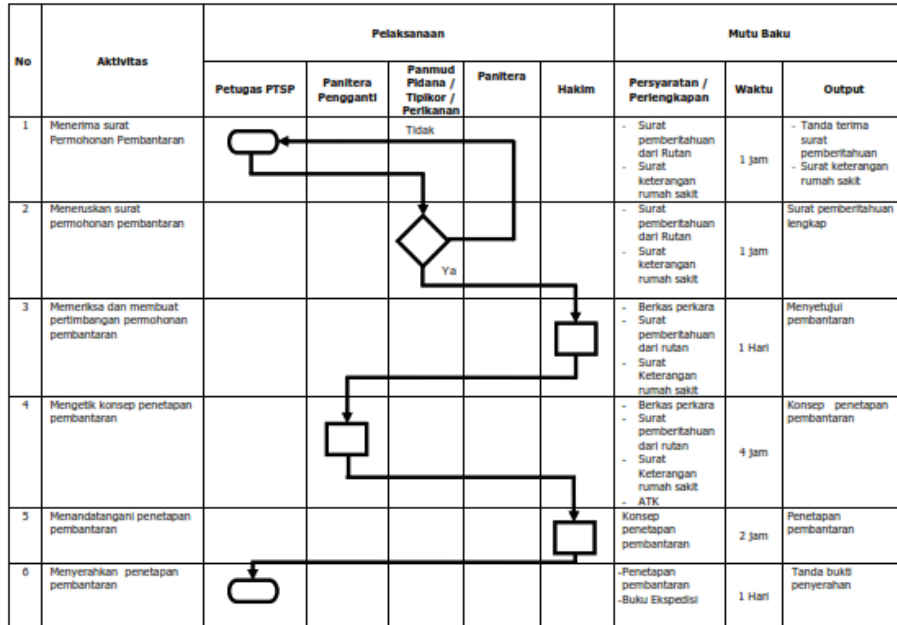 No
Aktivitas
Pelaksanaan
Mutu Baku
Petugas PTSP
Panitera
Pengganti
Panmud
Pidana /
Tipikor /
Perikanan
Panitera
Hakim
Persyaratan /
Perlengkapan
Waktu
Output
1
Menerima surat
Permohonan Pembantaran
Tidak
- Surat
pemberitahuan
dari Rutan
- Surat
keterangan
rumah sakit
1 jam
- Tanda terima
surat
pemberitahuan
- Surat keterangan
rumah sakit
2
Meneruskan surat
permohonan pembantaran
Ya
- Surat
pemberitahuan
dari Rutan
- Surat
keterangan
rumah sakit
1 jam
Surat pemberitahuan
lengkap
3
Memeriksa dan membuat
pertimbangan permohonan
pembantaran
- Berkas perkara
- Surat
pemberitahuan
dari rutan
- Surat
Keterangan
rumah sakit
1 Hari
Menyetujui
pembantaran
4
Mengetik konsep penetapan
pembantaran
- Berkas perkara
- Surat
pemberitahuan
dari rutan
- Surat
Keterangan
rumah sakit
- ATK
4 jam
Konsep penetapan
pembantaran
5
Menandatangani penetapan
pembantaran
Konsep
penetapan
pembantaran
2 jam
Penetapan
pembantaran
6
Menyerahkan penetapan
pembantaran
-Penetapan
pembantaran
-Buku Ekspedisi
1 Hari
Tanda bukti
penyerahan